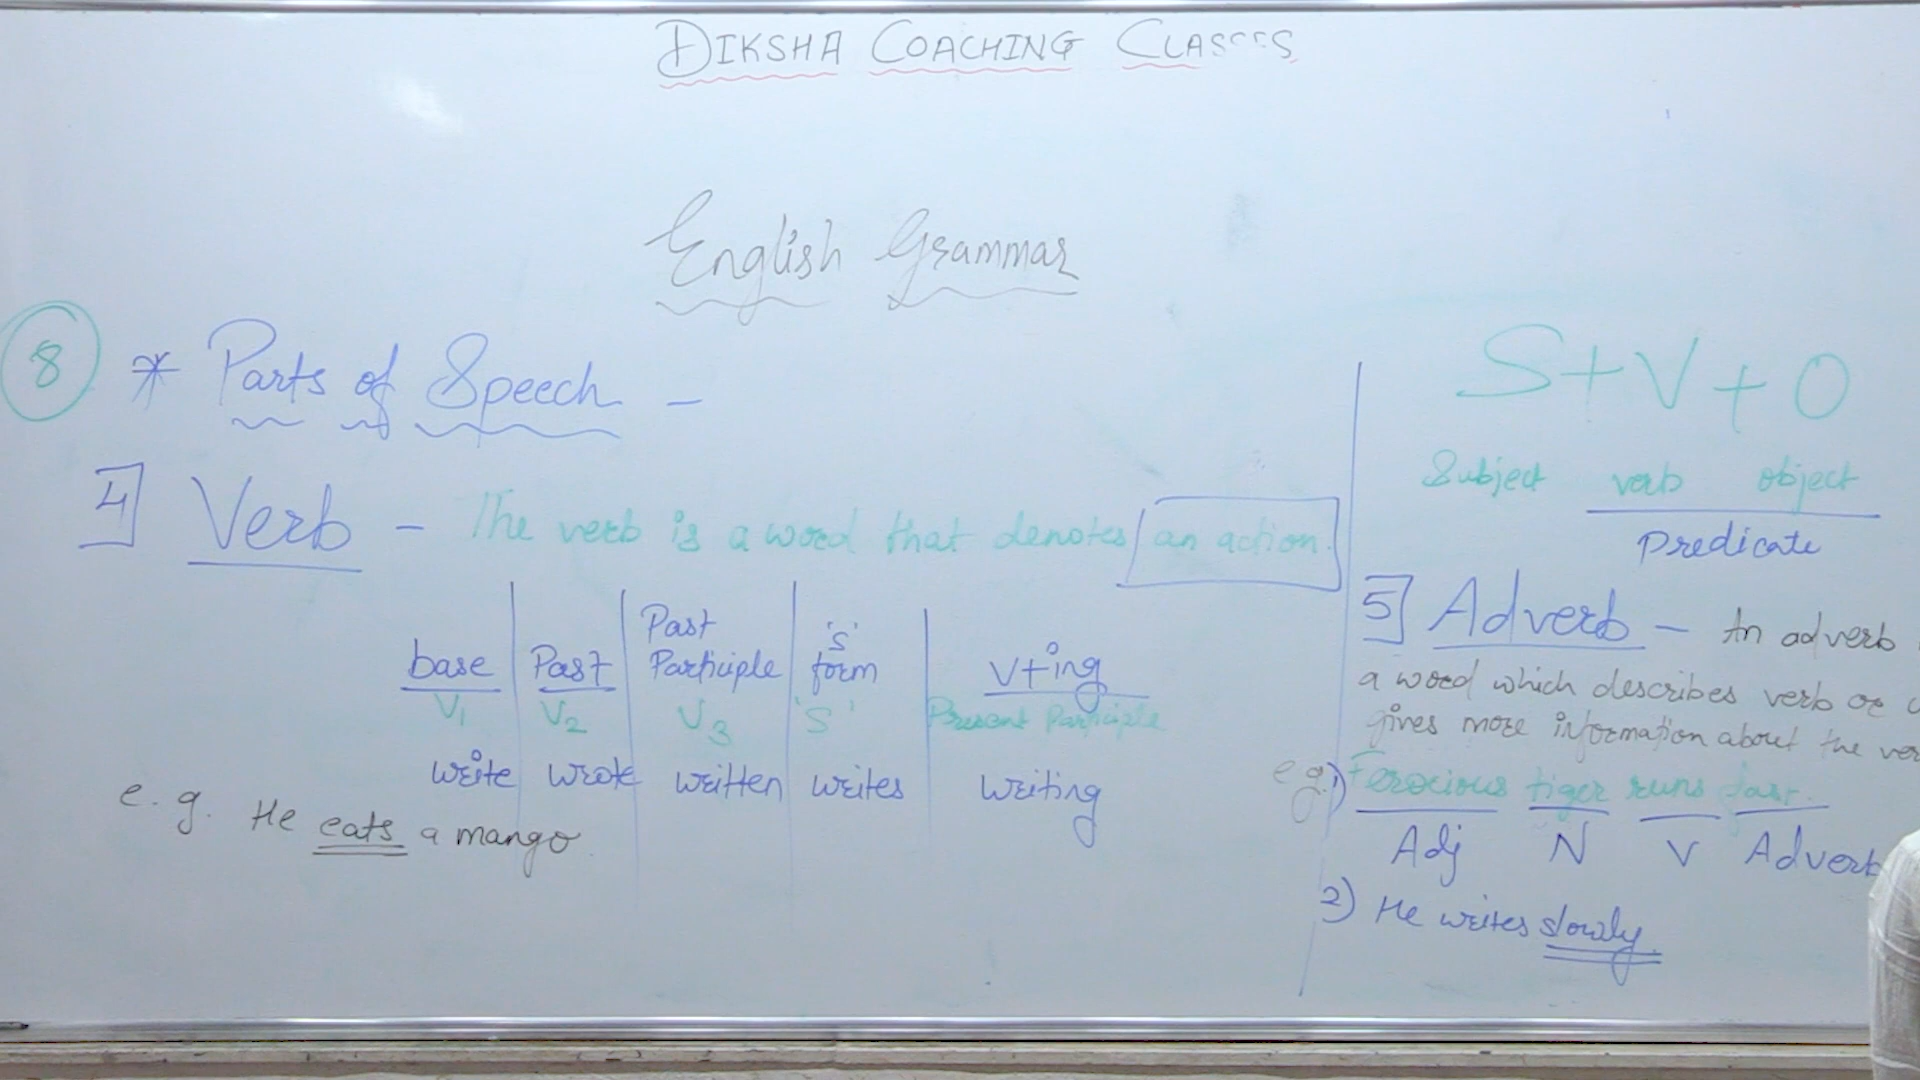 DIKSHA COACHING CLASSES
English Grammar
8 * Parts of Speech -
4] Verb - The verb is a word that denotes an action.
base | Past | Past Participle | 's' form | V+ing
V1 V2 V3 's' Present Participle
write wrote written writes writing
e.g. He eats a mango.
S+V+O
Subject verb object
Predicate
5] Adverb - An adverb
a word which describes verb or
gives more information about the
e.g. 1) Ferocious tiger runs fast.
Adj N V Adverb
2) He writes slowly.